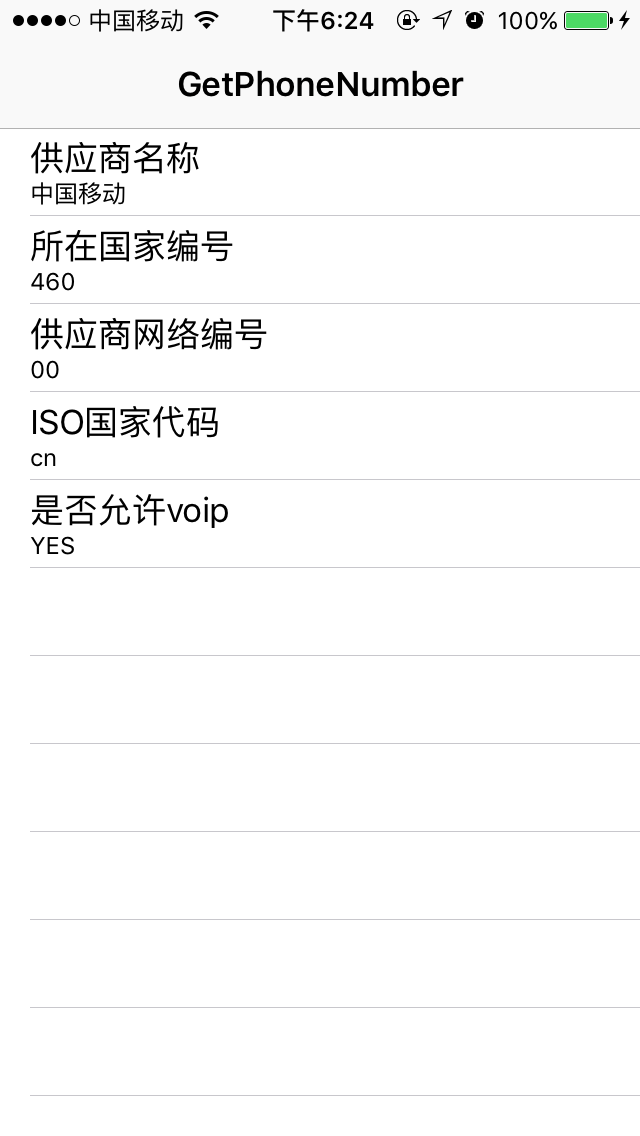 中国移动 下午6:24 100%
GetPhoneNumber
供应商名称
中国移动
所在国家编号
460
供应商网络编号
00
ISO国家代码
cn
是否允许voip
YES